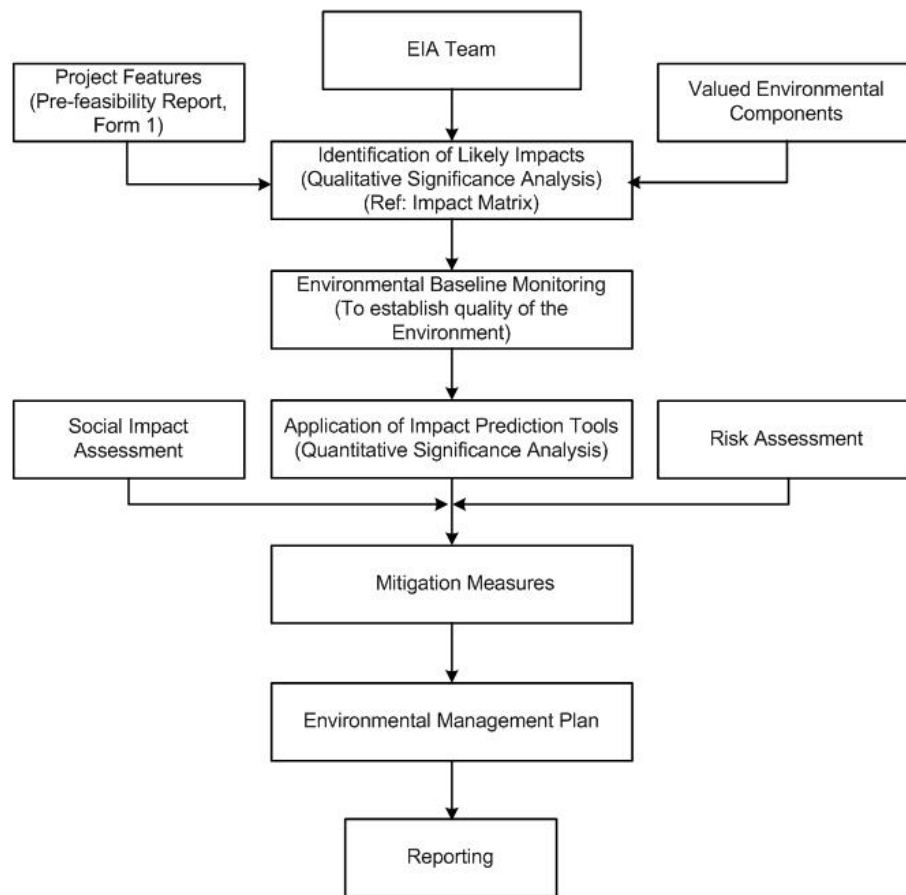 EIA Team
Project Features
(Pre-feasibility Report,
Form 1)
Valued Environmental
Components
Identification of Likely Impacts
(Qualitative Significance Analysis)
(Ref: Impact Matrix)
Environmental Baseline Monitoring
(To establish quality of the
Environment)
Social Impact
Assessment
Application of Impact Prediction Tools
(Quantitative Significance Analysis)
Risk Assessment
Mitigation Measures
Environmental Management Plan
Reporting